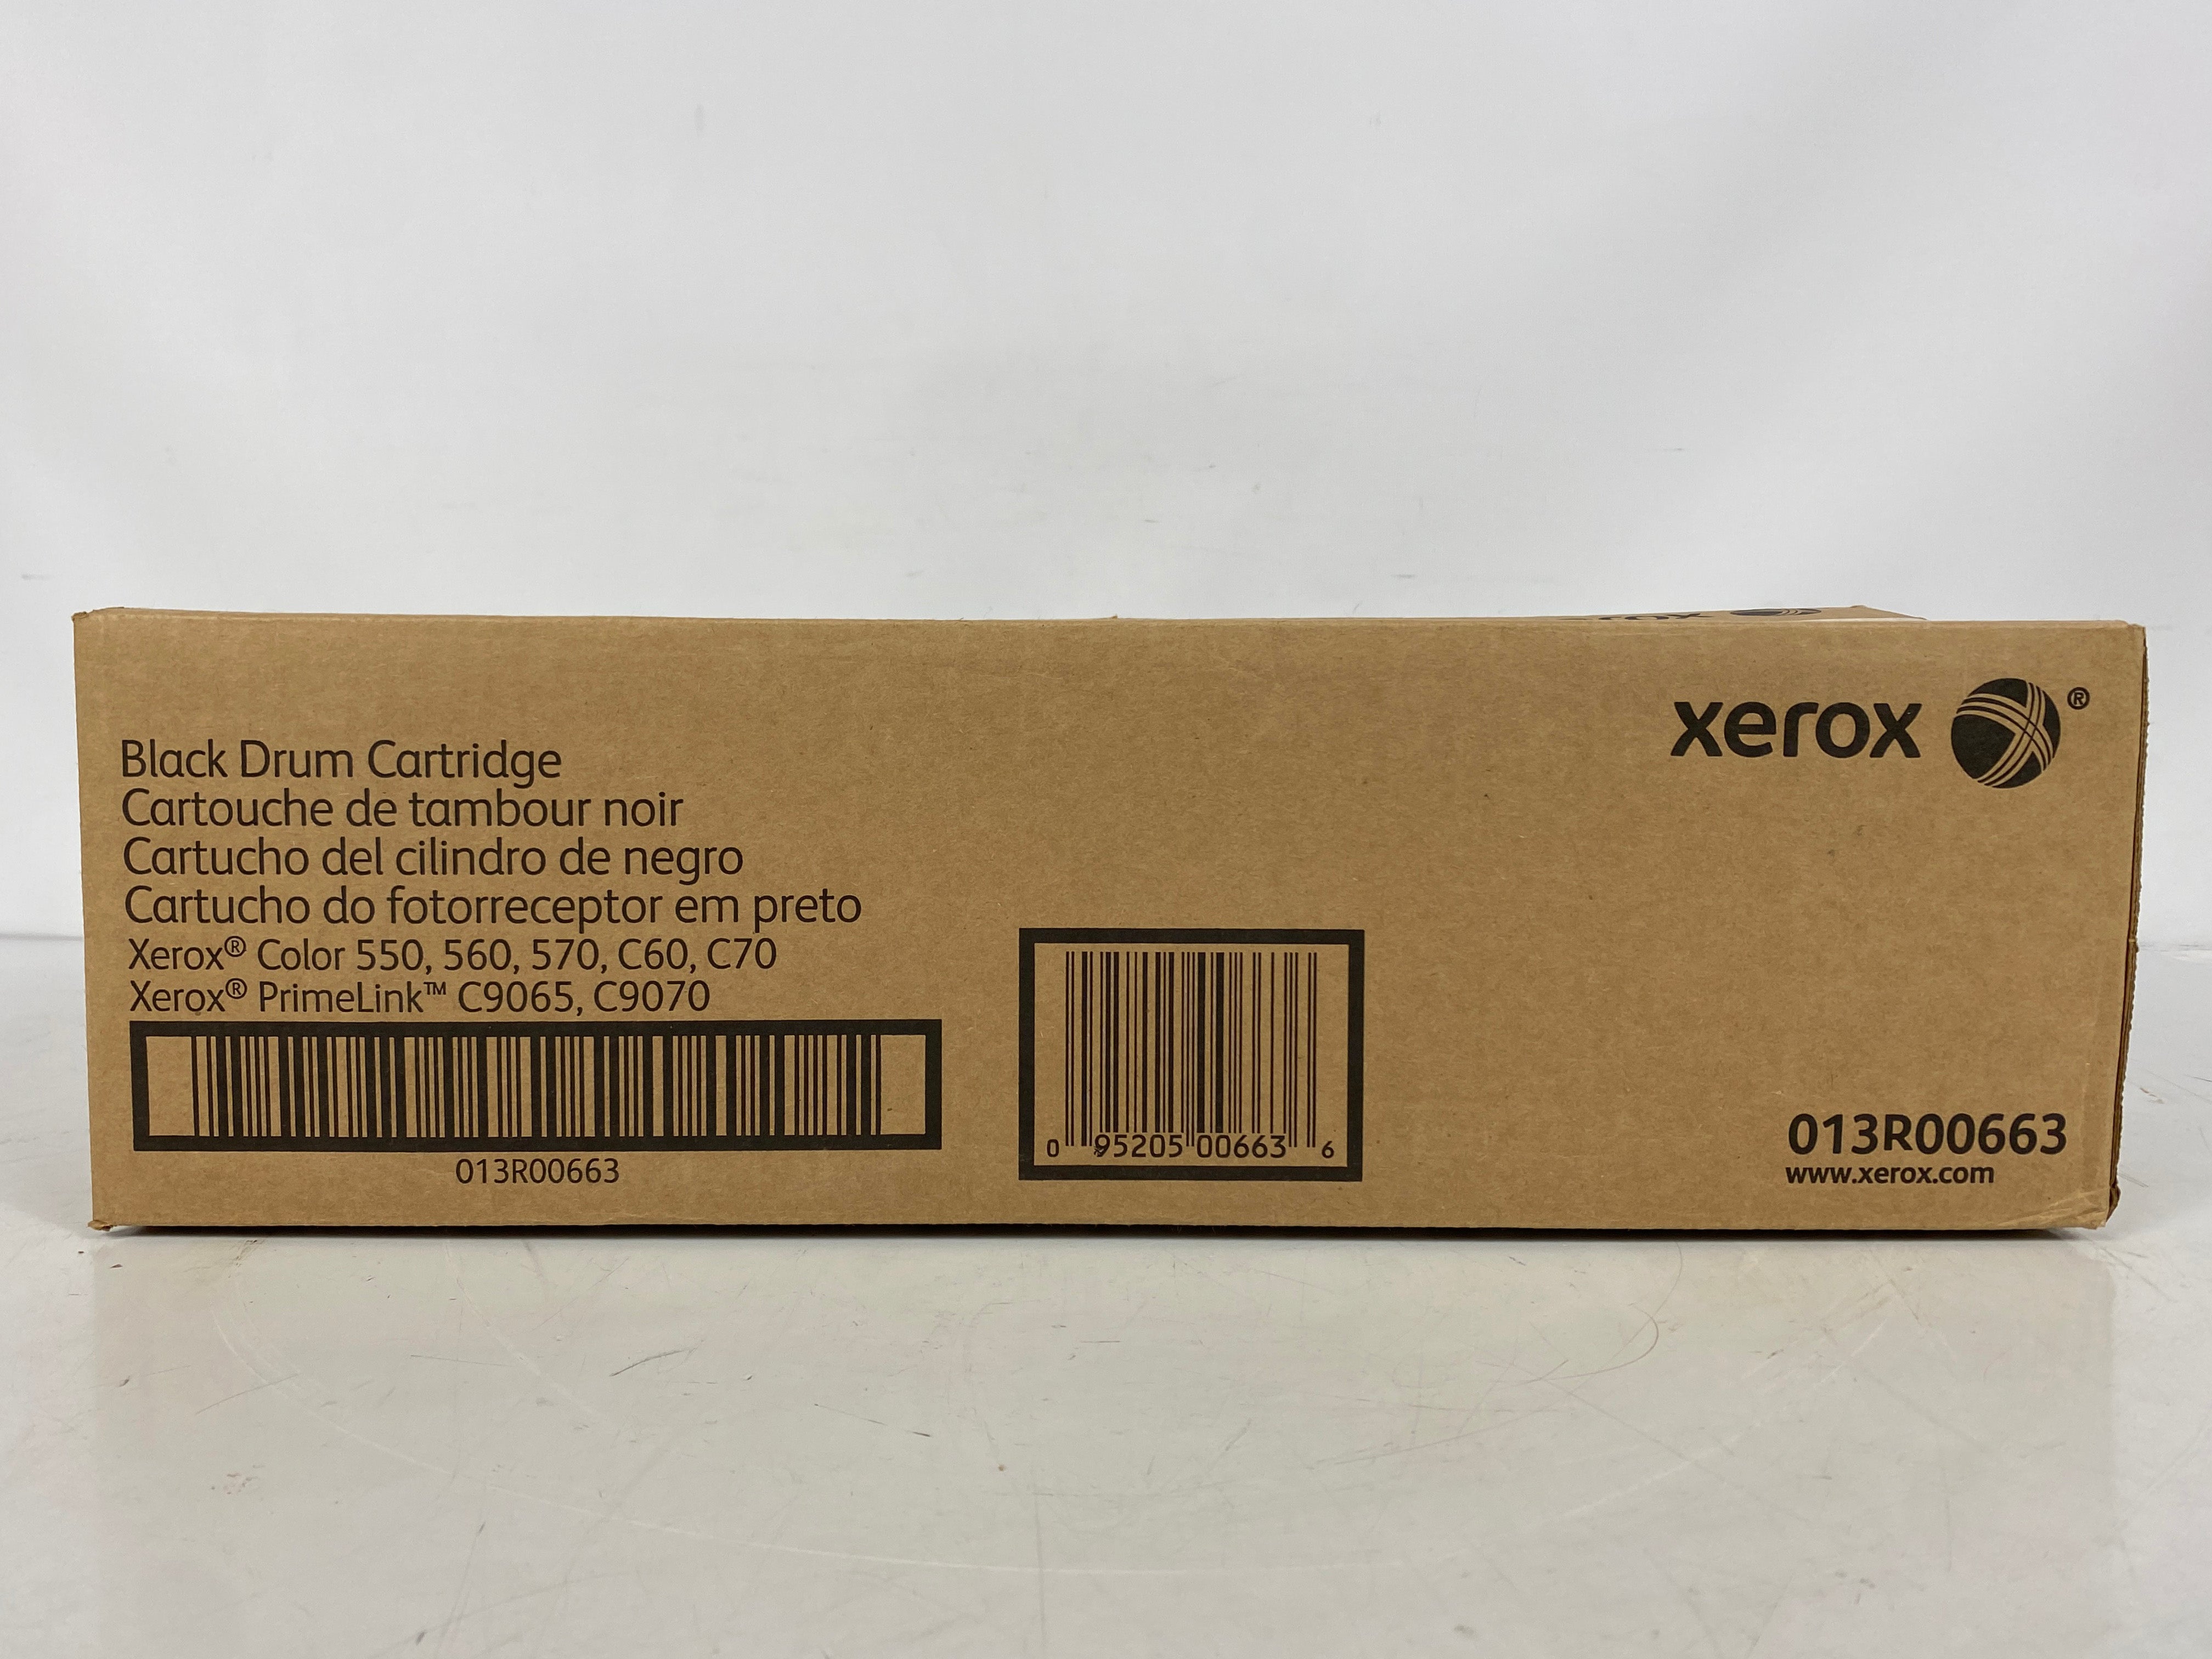 xerox ®
Black Drum Cartridge
Cartouche de tambour noir
Cartucho del cilindro de negro
Cartucho do fotorreceptor em preto
Xerox® Color 550, 560, 570, C60, C70
Xerox® PrimeLink™ C9065, C9070
013R00663
0 95205 00663 6
013R00663
www.xerox.com